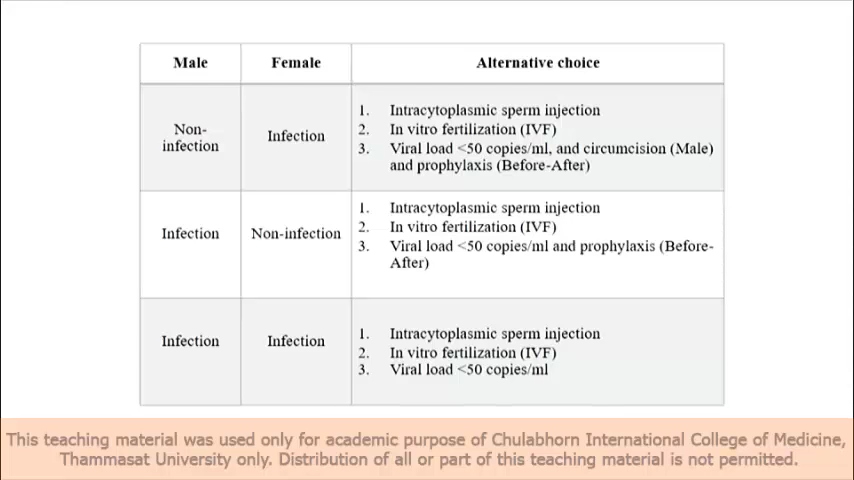 Male Female Alternative choice
Non-
infection
Infection
1. Intracytoplasmic sperm injection
2. In vitro fertilization (IVF)
3. Viral load <50 copies/ml, and circumcision (Male)
and prophylaxis (Before-After)
Infection
Non-infection
1. Intracytoplasmic sperm injection
2. In vitro fertilization (IVF)
3. Viral load <50 copies/ml and prophylaxis (Before-
After)
Infection
Infection
1. Intracytoplasmic sperm injection
2. In vitro fertilization (IVF)
3. Viral load <50 copies/ml
This teaching material was used only for academic purpose of Chulabhorn International College of Medicine,
Thammasat University only. Distribution of all or part of this teaching material is not permitted.